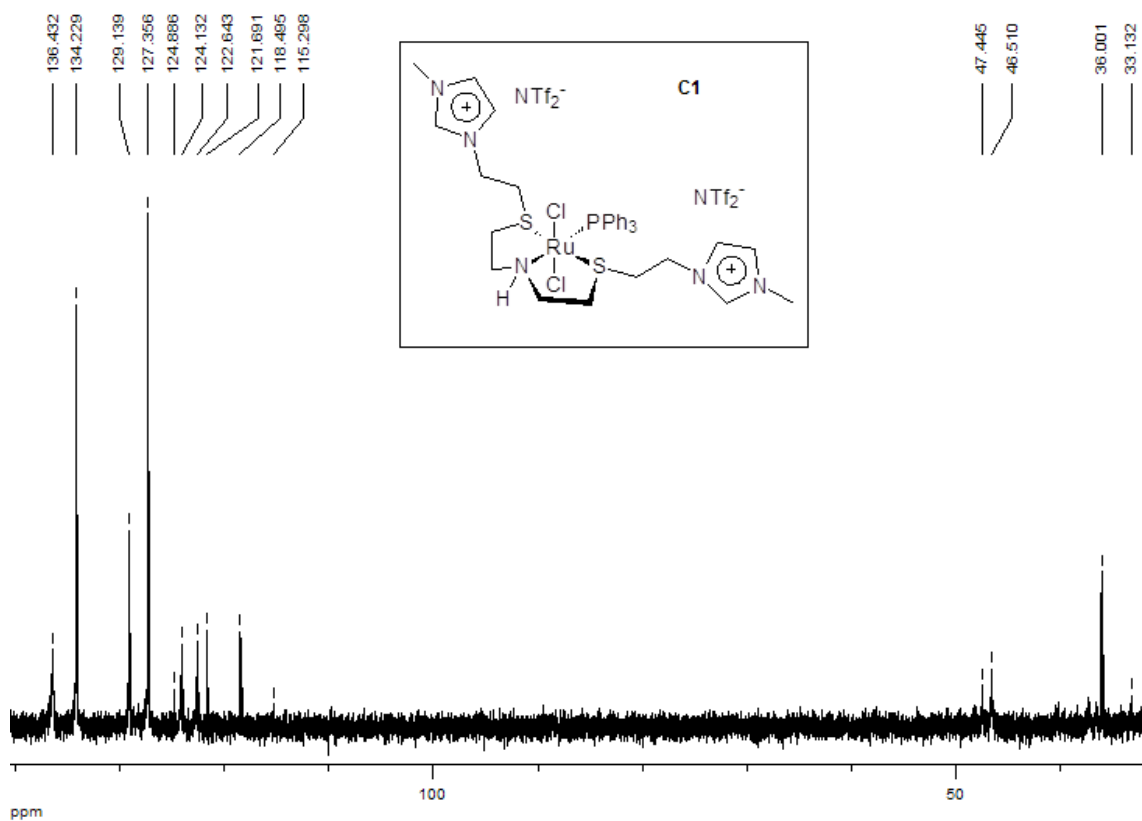 136.432
134.229
129.139
127.356
124.886
124.132
122.643
121.691
118.495
115.298
47.445
46.510
36.001
33.132
C1
N
NTf2-
+
N
NTf2-
S
Cl
PPh3
Ru
N
S
N
+
Cl
N
H
100
50
ppm